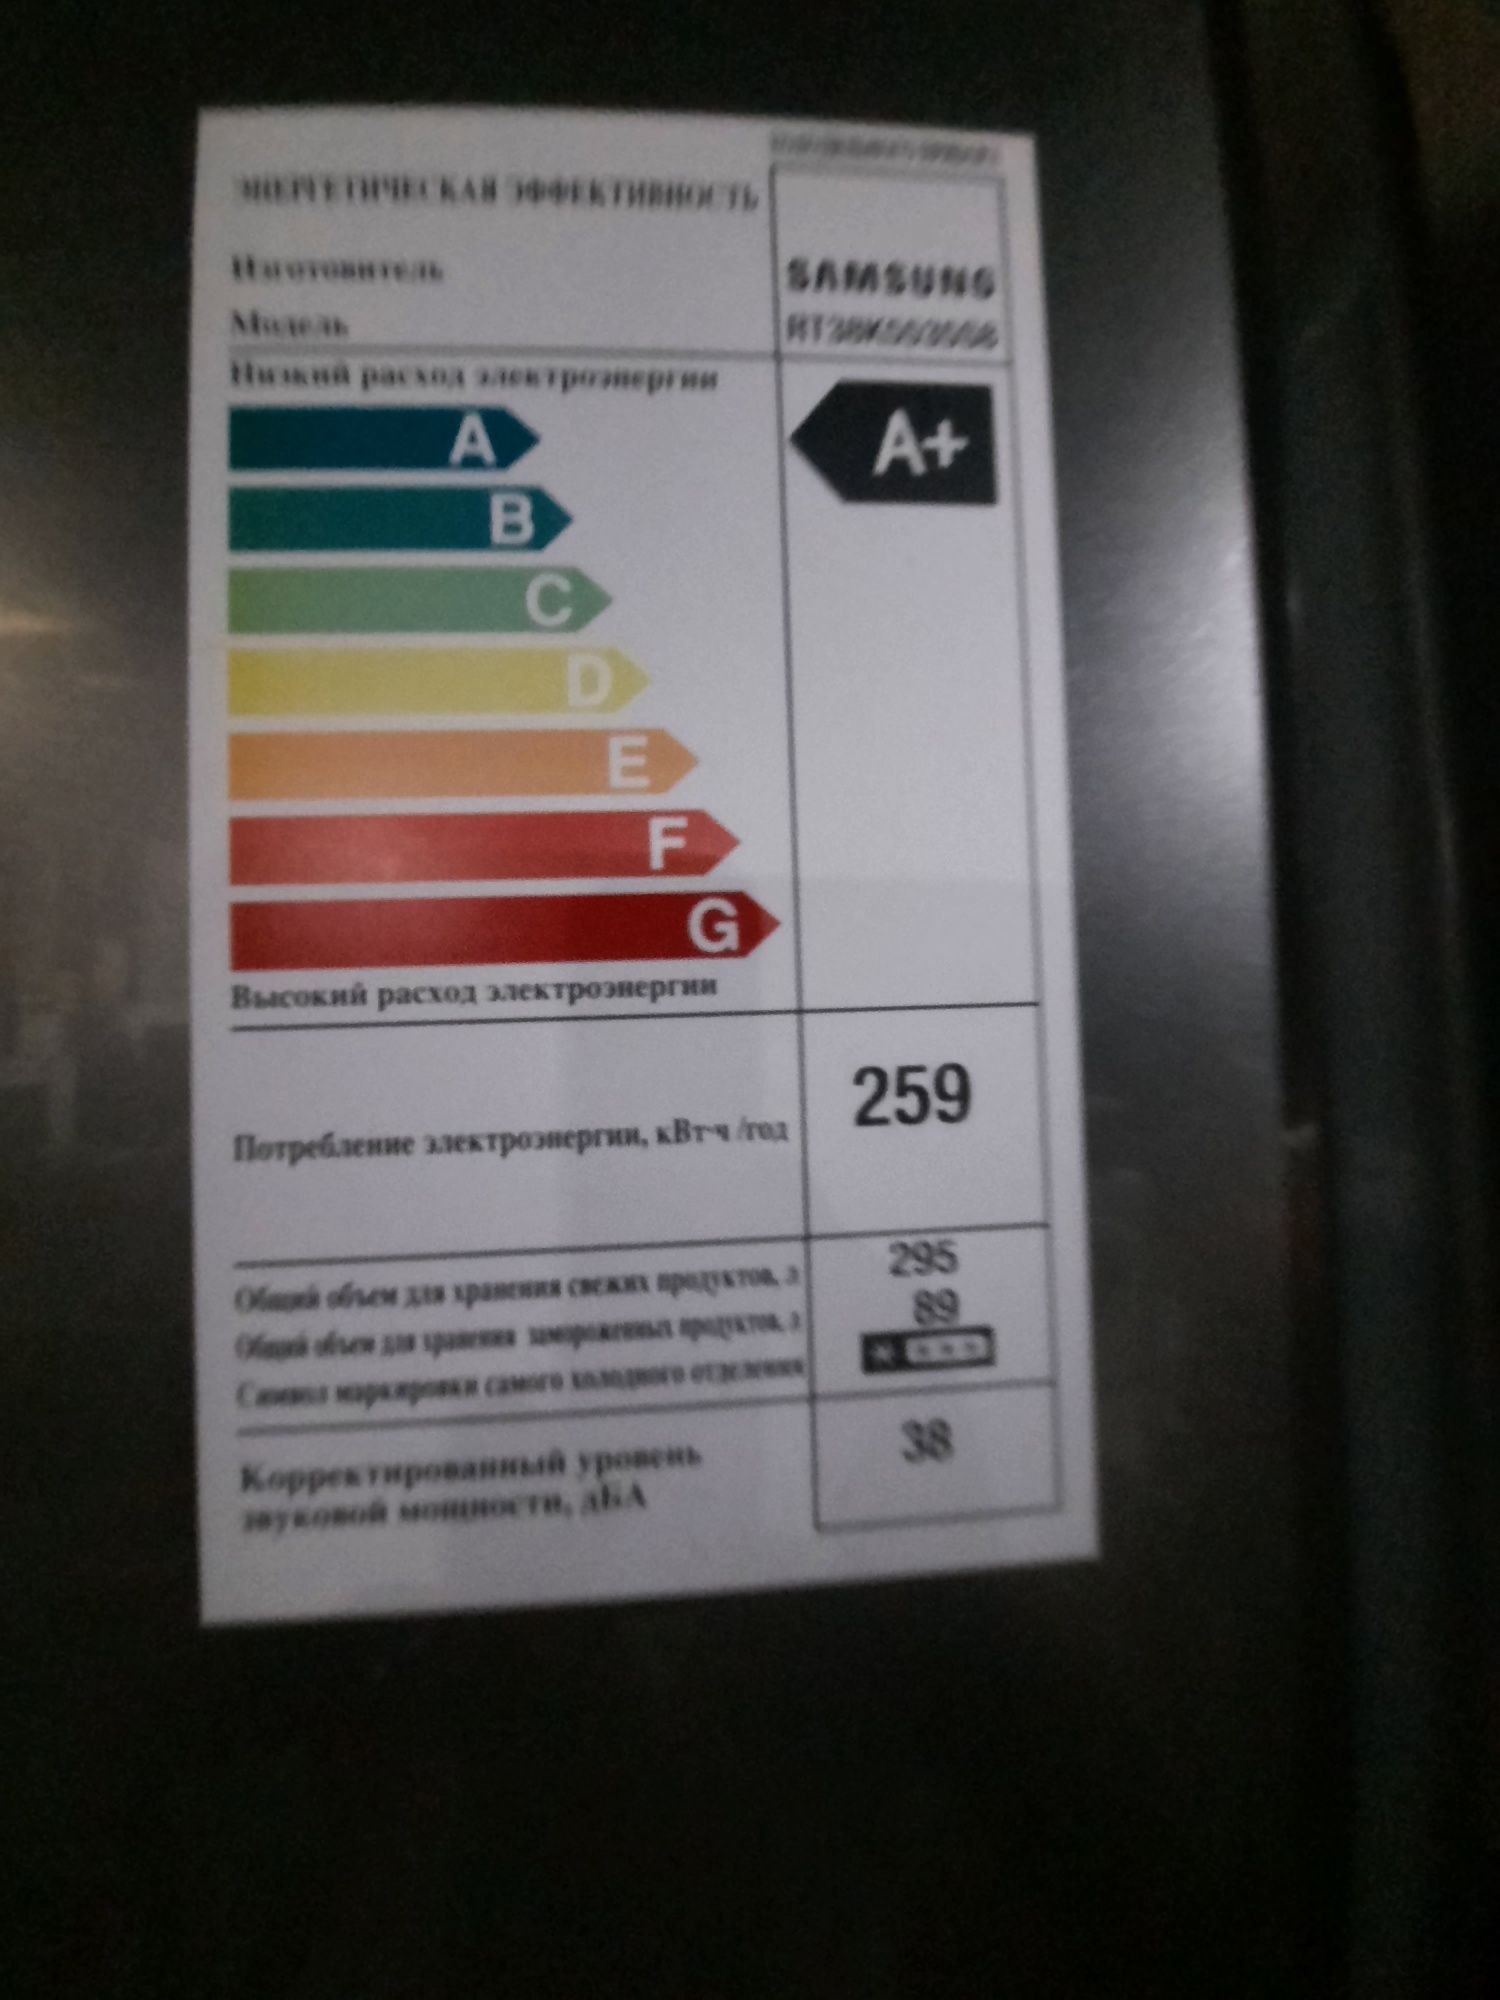 ЭНЕРГЕТИЧЕСКАЯ ЭФФЕКТИВНОСТЬ
Изготовитель SAMSUNG
Модель
Низкий расход электроэнергии
A A+
B
C
D
E
F
G
Высокий расход электроэнергии
Потребление электроэнергии, кВт·ч /год 259
Общий объем для хранения свежих продуктов, л 295
Общий объем для хранения замороженных продуктов, л 89
Символ маркировки самого холодного отделения
Корректированный уровень 38
звуковой мощности, дБА